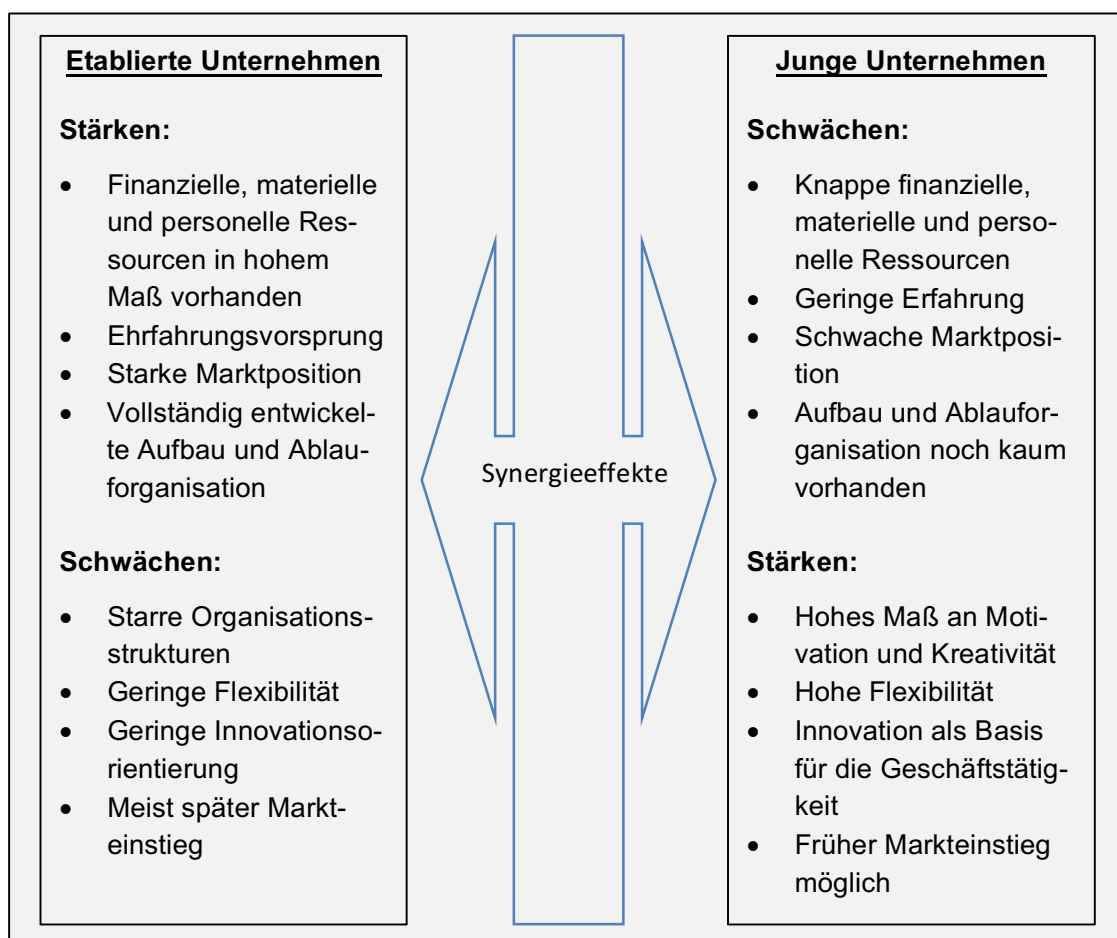 Etablierte Unternehmen
Stärken:
• Finanzielle, materielle
und personelle Res-
sourcen in hohem
Maß vorhanden
• Ehrfahrungsvorsprung
• Starke Marktposition
• Vollständig entwickel-
te Aufbau und Ablau-
forganisation
Schwächen:
• Starre Organisations-
strukturen
• Geringe Flexibilität
• Geringe Innovationso-
rientierung
• Meist später Markt-
einstieg
Synergieeffekte
Junge Unternehmen
Schwächen:
• Knappe finanzielle,
materielle und perso-
nelle Ressourcen
• Geringe Erfahrung
• Schwache Marktposi-
tion
• Aufbau und Ablaufor-
ganisation noch kaum
vorhanden
Stärken:
• Hohes Maß an Moti-
vation und Kreativität
• Hohe Flexibilität
• Innovation als Basis
für die Geschäftstätig-
keit
• Früher Markteinstieg
möglich